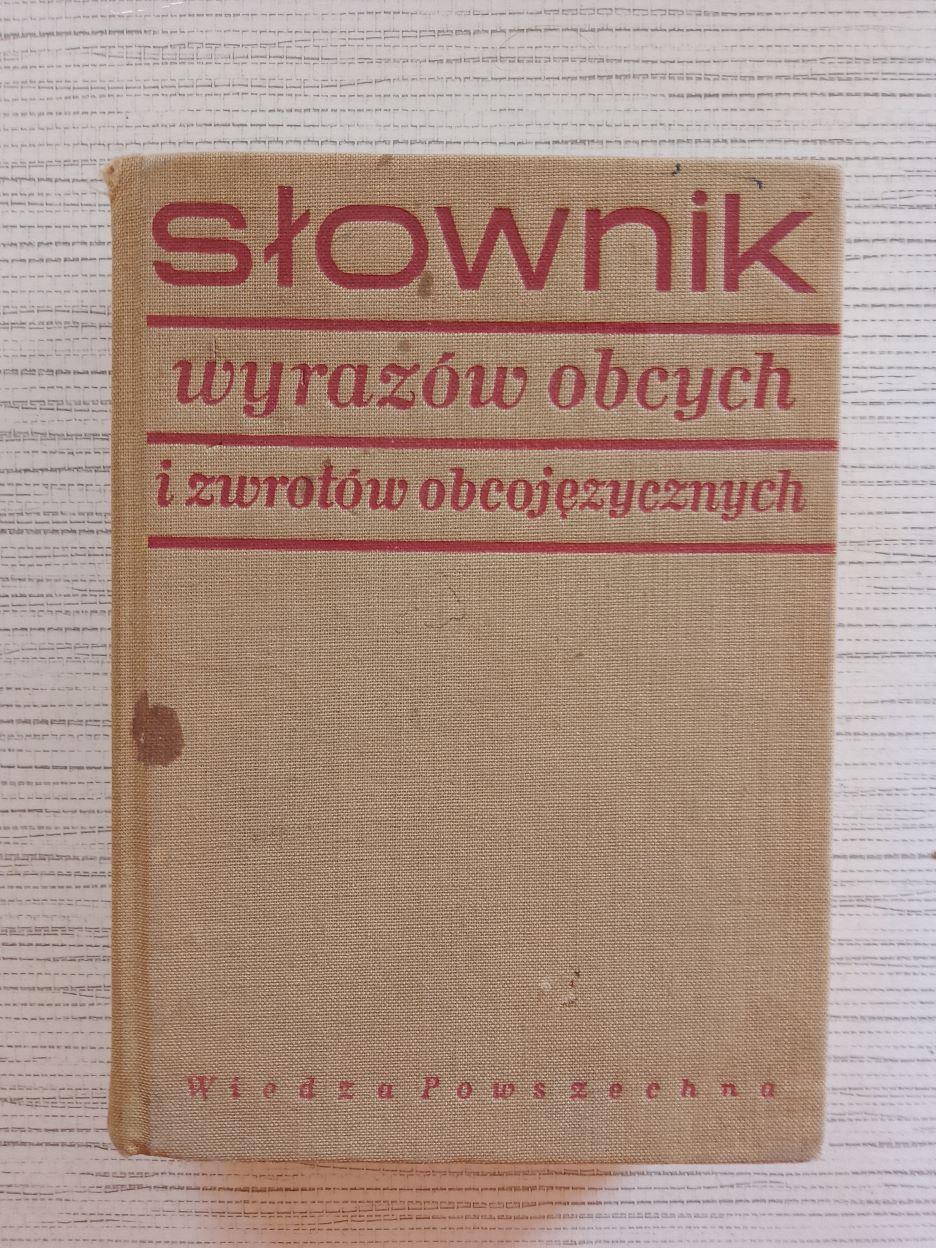 słownik
wyrazów obcych
i zwrotów obcojęzycznych
Wiedza Powszechna